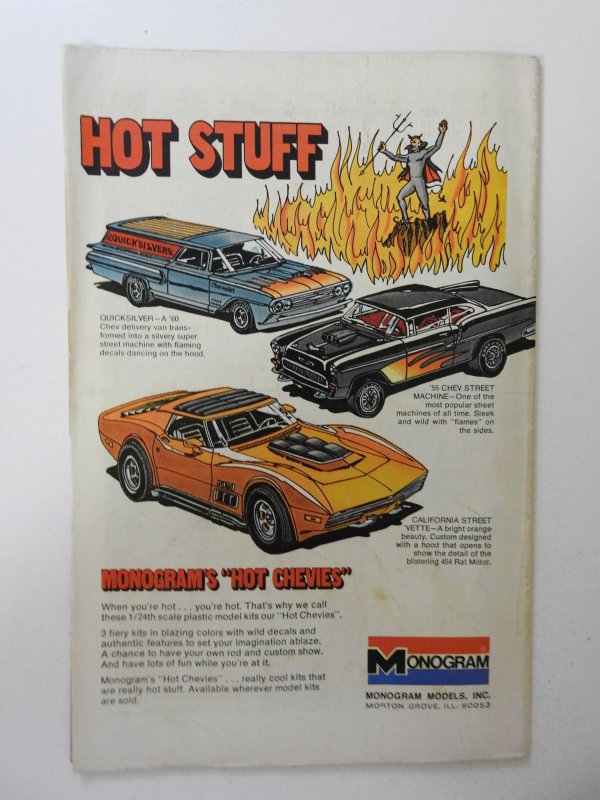 HOT STUFF
QUICKSILVER
Chevrolet
QUICKSILVER—A '60
Chev delivery van trans-
formed into a silvery super
street machine with flaming
decals dancing on the hood.
'55 CHEV STREET
MACHINE—One of the
most popular street
machines of all time. Sleek
and wild with "flames" on
the sides.
CALIFORNIA STREET
'VETTE—A bright orange
beauty. Custom designed
with a hood that opens to
show the detail of the
blistering 454 Rat Motor.
MONOGRAM'S "HOT CHEVIES"
When you're hot . . . you're hot. That's why we call
these 1/24th scale plastic model kits our "Hot Chevies".
3 fiery kits in blazing colors with wild decals and
authentic features to set your imagination ablaze.
A chance to have your own rod and custom show.
And have lots of fun while you're at it.
Monogram's "Hot Chevies" . . . really cool kits that
are really hot stuff. Available wherever model kits
are sold.
MONOGRAM
MONOGRAM MODELS, INC.
MORTON GROVE, ILL. 60053